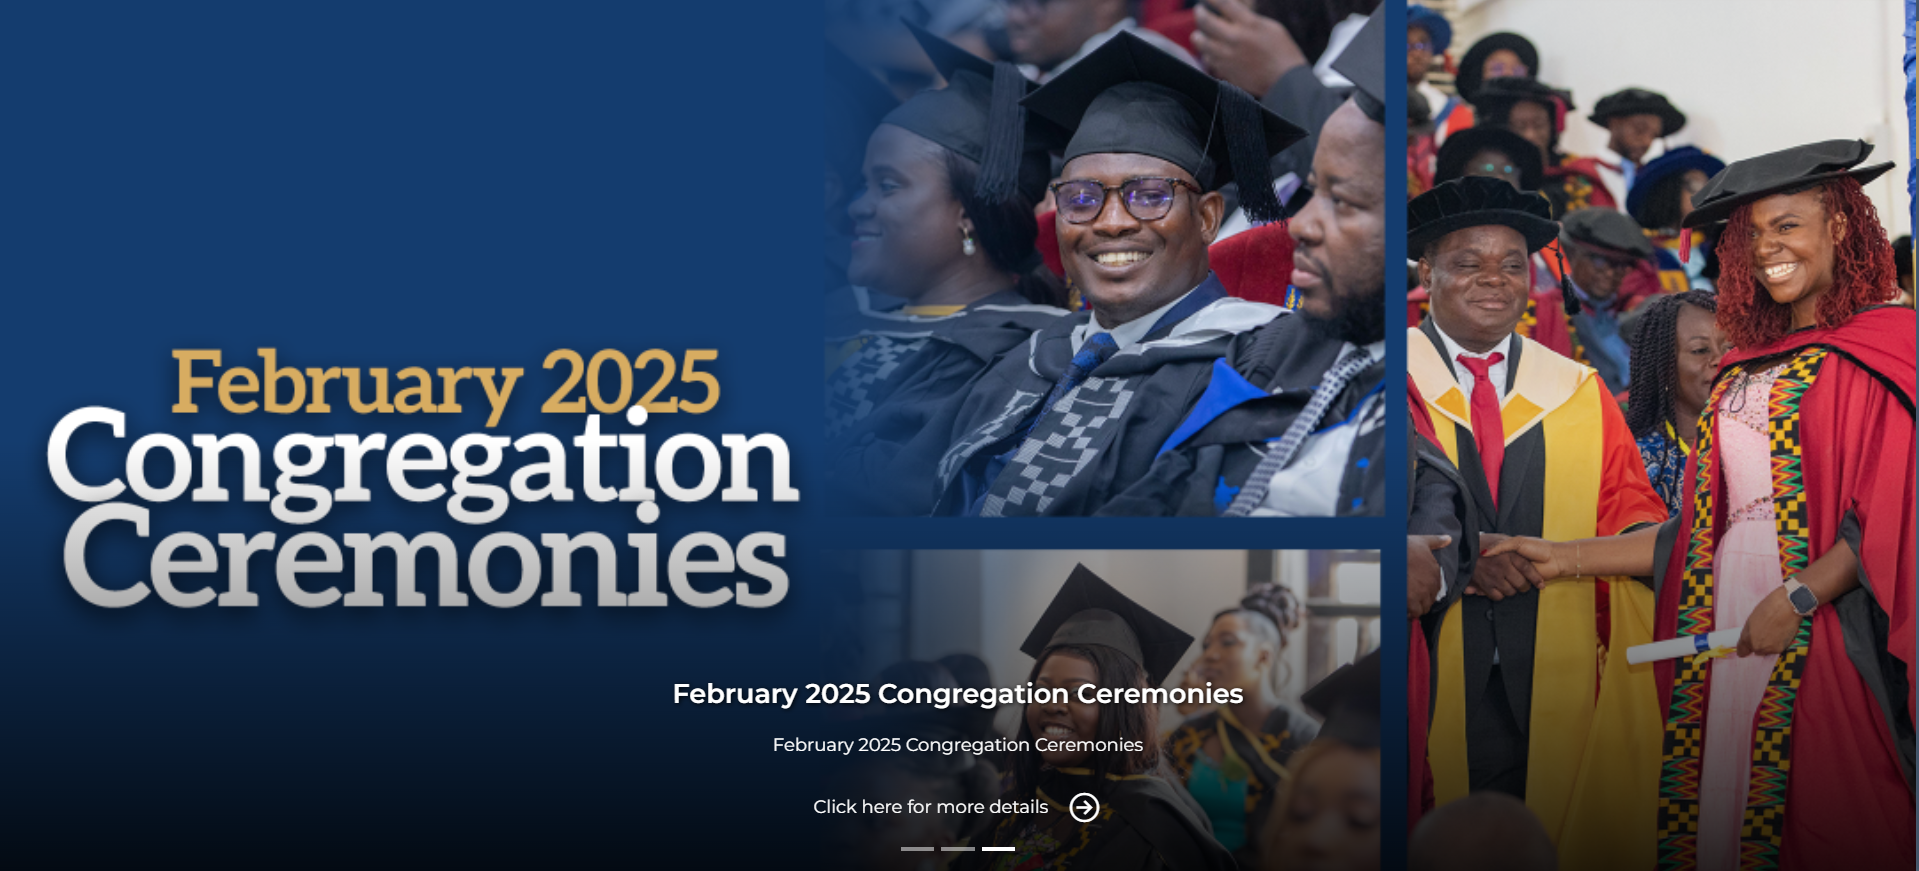 February 2025
Congregation
Ceremonies
February 2025 Congregation Ceremonies
February 2025 Congregation Ceremonies
Click here for more details